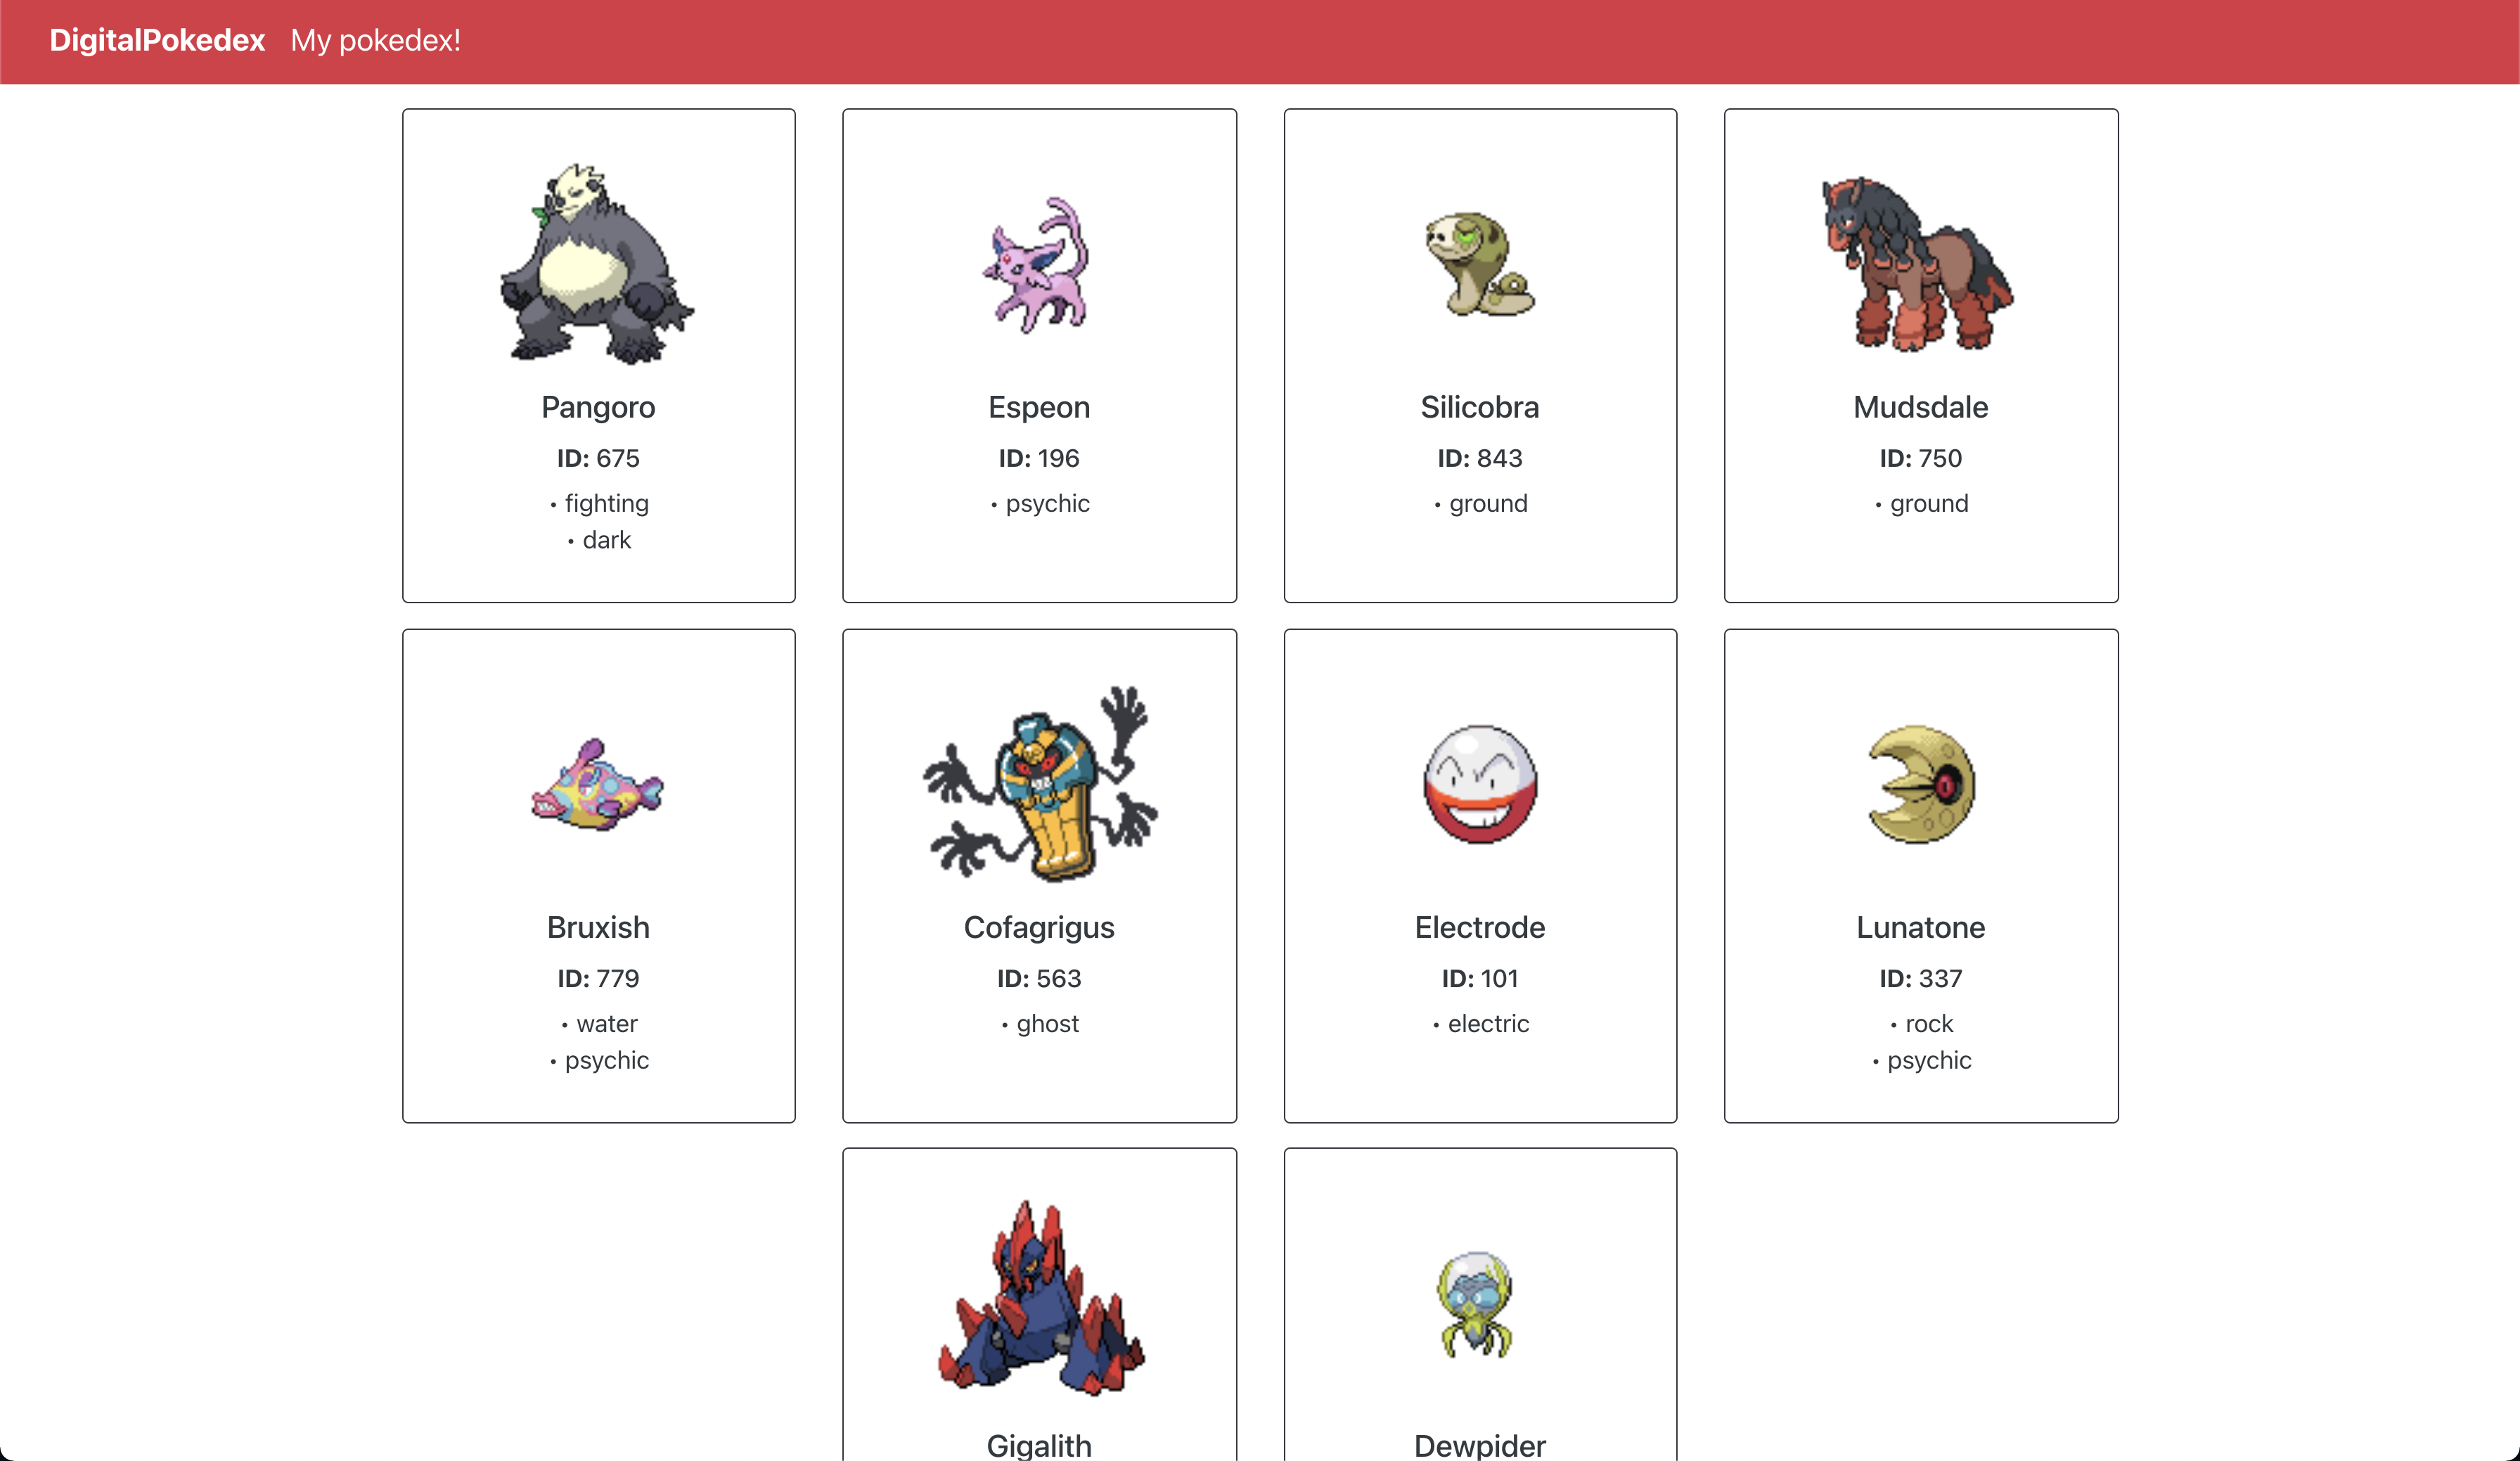 DigitalPokedex My pokedex!
Pangoro
ID: 675
• fighting
• dark
Espeon
ID: 196
• psychic
Silicobra
ID: 843
• ground
Mudsdale
ID: 750
• ground
Bruxish
ID: 779
• water
• psychic
Cofagrigus
ID: 563
• ghost
Electrode
ID: 101
• electric
Lunatone
ID: 337
• rock
• psychic
Gigalith
Dewpider